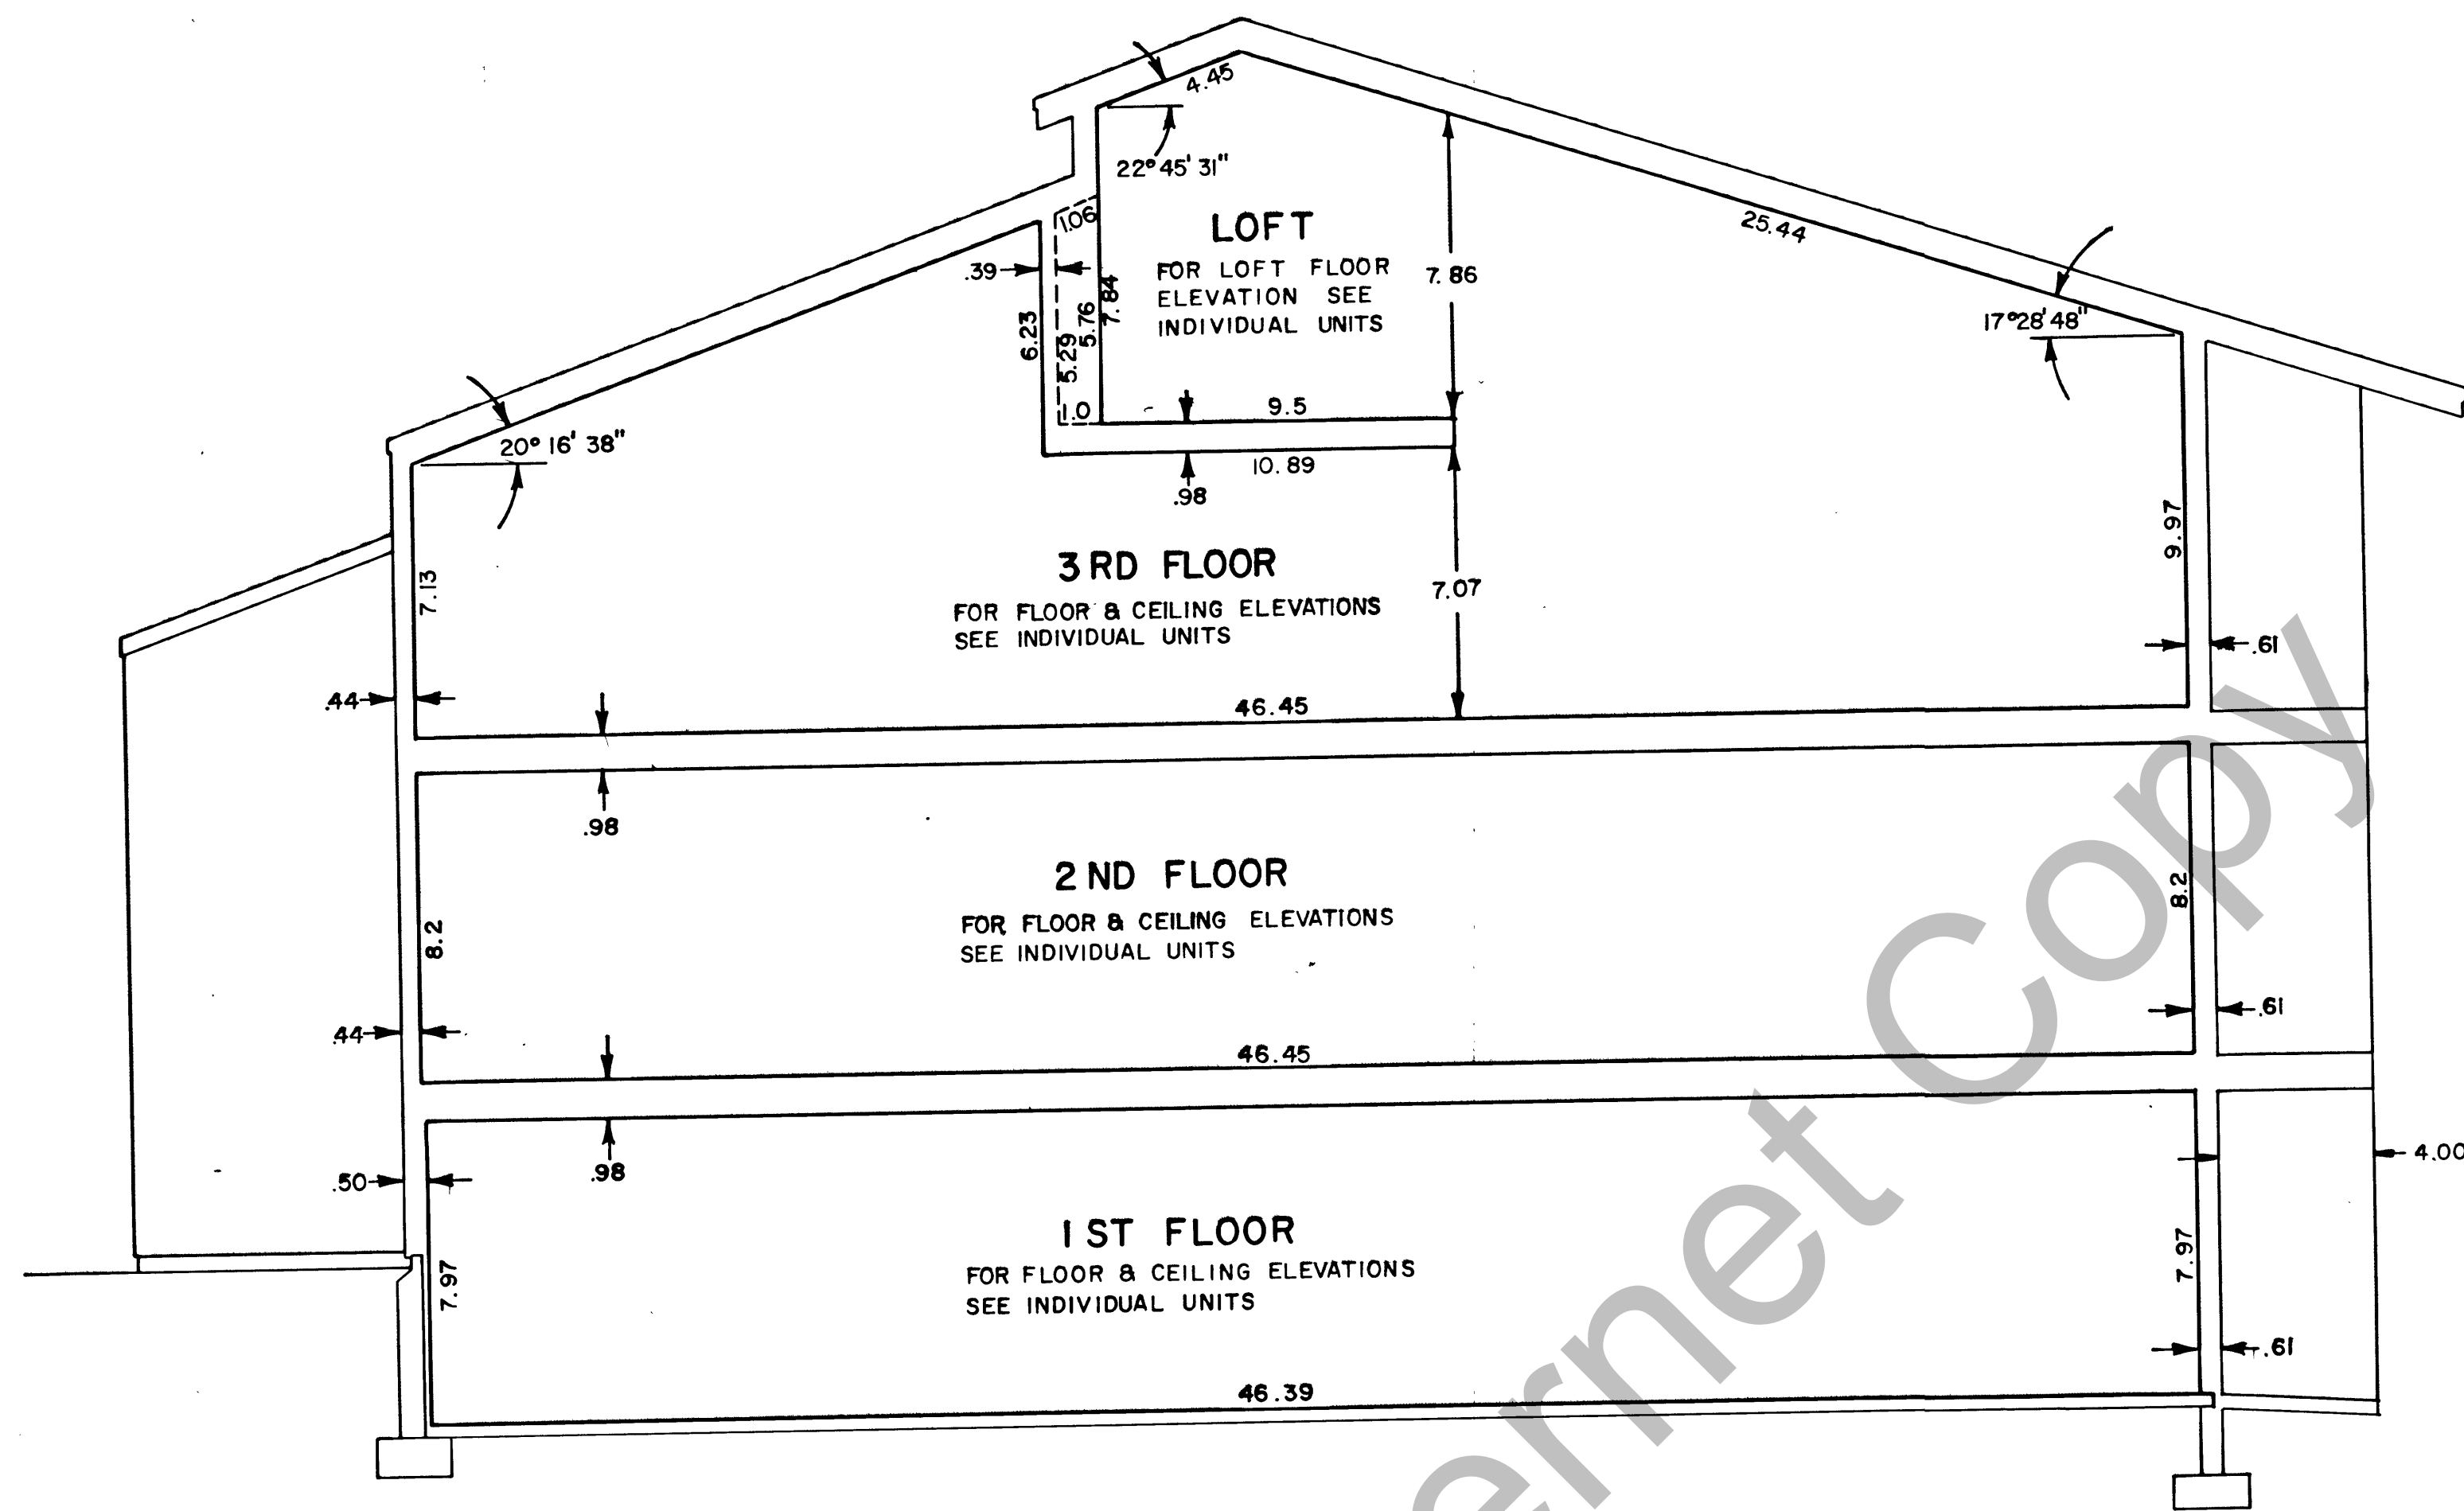 4.45
22° 45' 31"
1.06
LOFT
25.44
.39
FOR LOFT FLOOR
ELEVATION SEE
INDIVIDUAL UNITS
7.86
7.84
5.76
6.23
5.29
17° 28' 48"
1.0
9.5
20° 16' 38"
10.89
.98
9.97
3 RD FLOOR
7.13
7.07
FOR FLOOR & CEILING ELEVATIONS
SEE INDIVIDUAL UNITS
.61
.44
46.45
.98
2 ND FLOOR
8.2
8.2
FOR FLOOR & CEILING ELEVATIONS
SEE INDIVIDUAL UNITS
.61
.44
46.45
4.00
.50
.98
1 ST FLOOR
7.97
7.97
FOR FLOOR & CEILING ELEVATIONS
SEE INDIVIDUAL UNITS
.61
46.39
ernet Copy